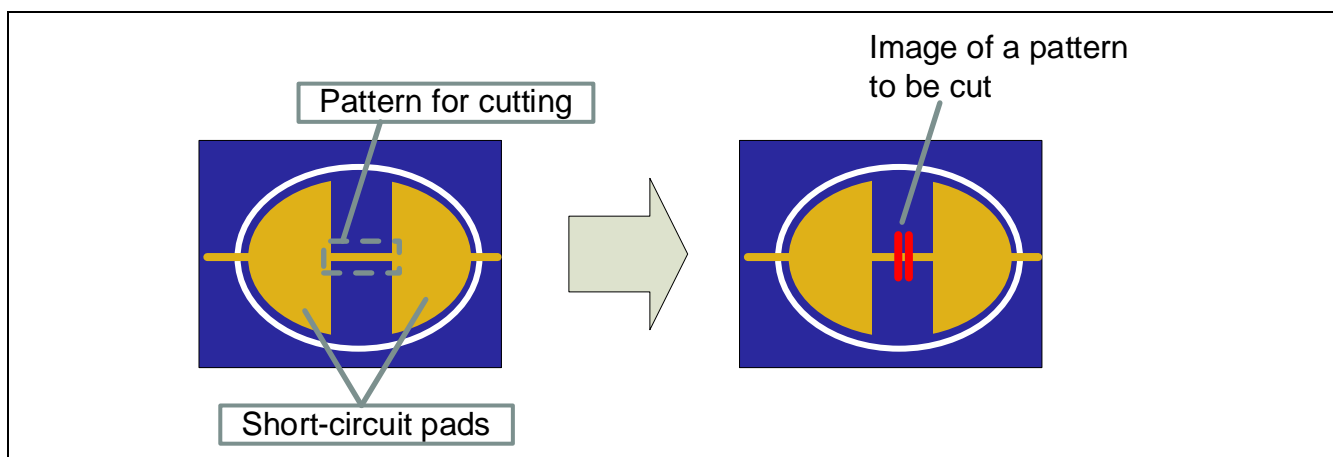 Image of a pattern
to be cut
Pattern for cutting
Short-circuit pads